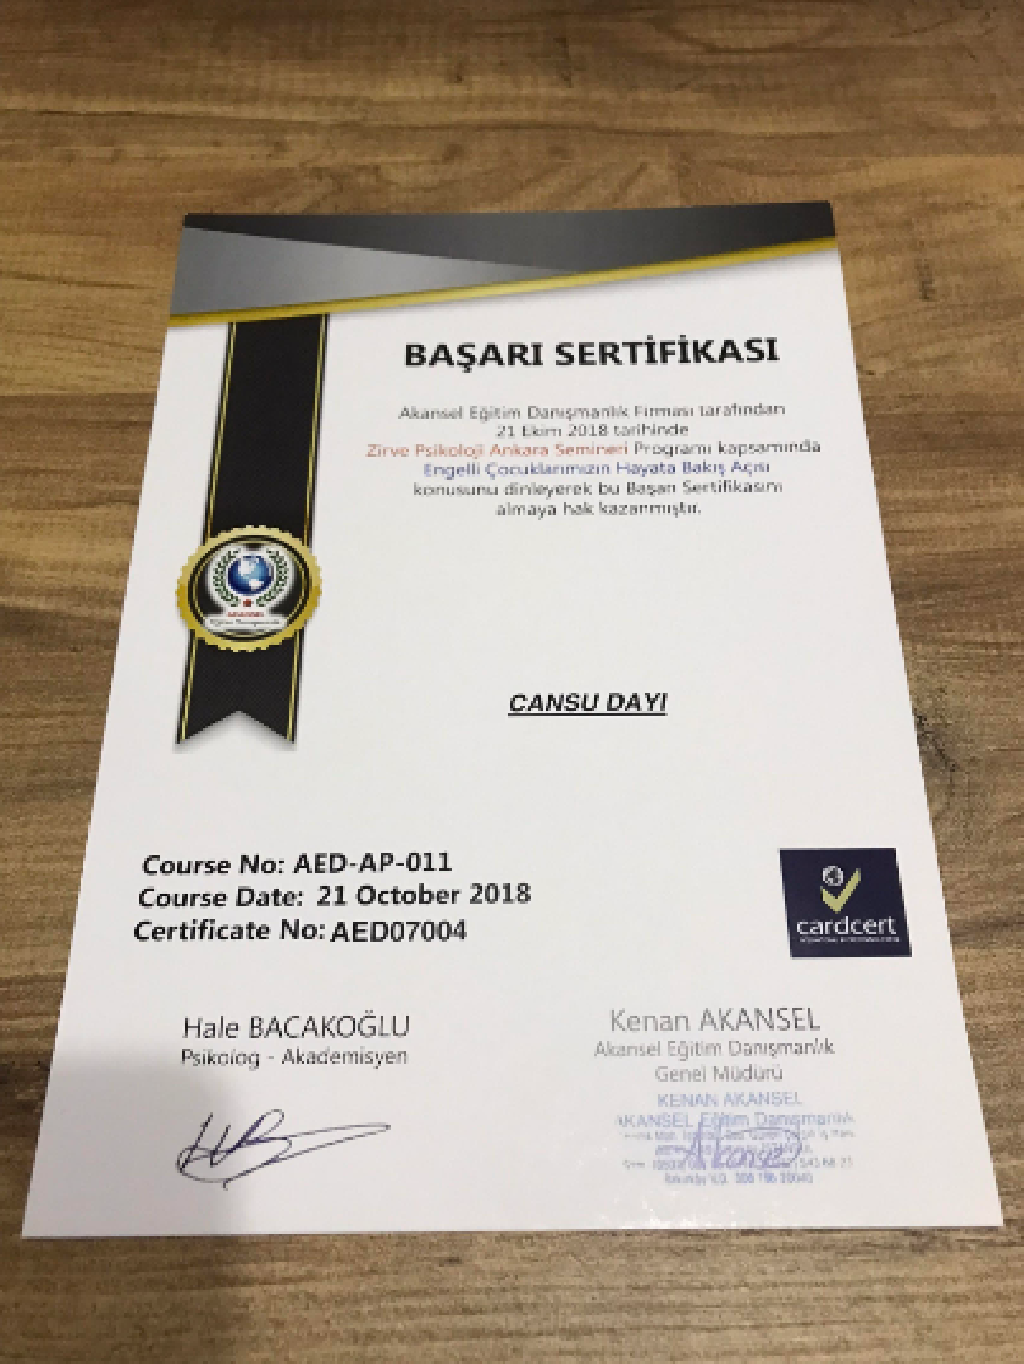 BAŞARI SERTİFİKASI
Akansel Eğitim Danışmanlık Firması tarafından
21 Ekim 2018 tarihinde
Zirve Psikoloji Ankara Semineri Programı kapsamında
Engelli Çocuklarımızın Hayata Bakış Açısı
konusunu dinleyerek bu Başarı Sertifikasını
almaya hak kazanmıştır.
CANSU DAYI
Course No: AED-AP-011
Course Date: 21 October 2018
Certificate No: AED07004
cardcert
Hale BACAKOĞLU
Psikolog - Akademisyen
Kenan AKANSEL
Akansel Eğitim Danışmanlık
Genel Müdürü
KENAN AKANSEL
AKANSEL Eğitim Danışmanlık